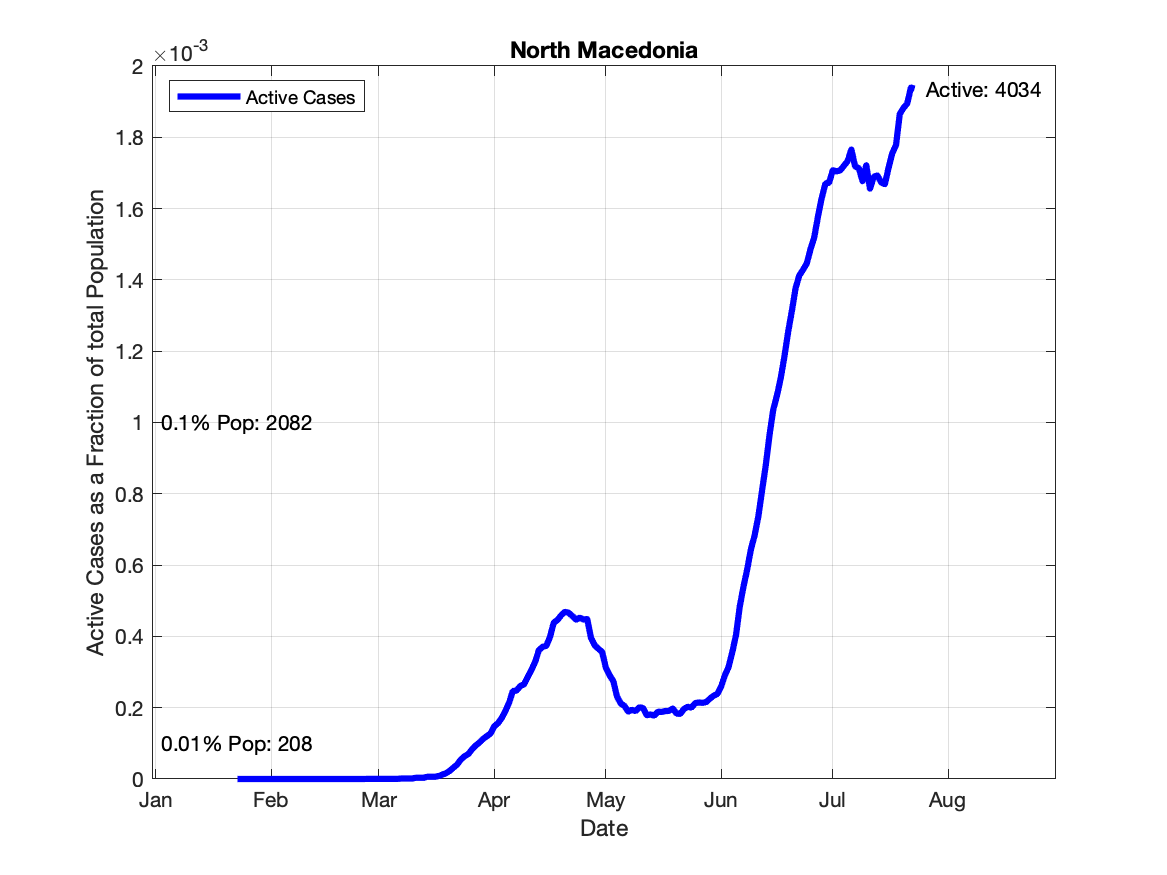 North Macedonia
×10-3
2
1.8
1.6
1.4
1.2
1
0.8
0.6
0.4
0.2
0
Active Cases as a Fraction of total Population
Active Cases
Active: 4034
0.1% Pop: 2082
0.01% Pop: 208
Jan Feb Mar Apr May Jun Jul Aug
Date